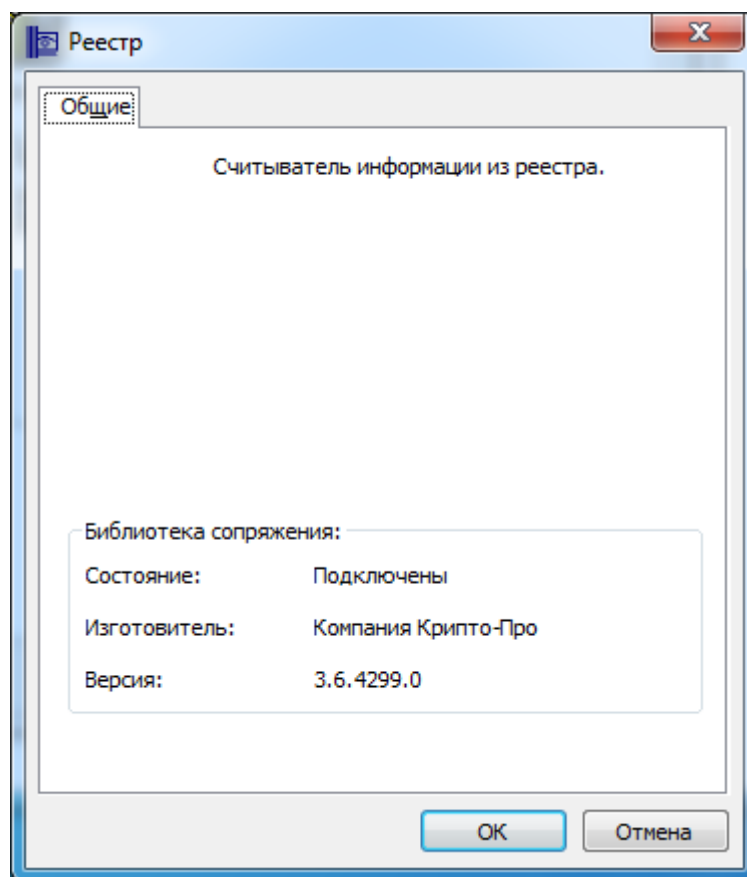 Реестр
Общие
Считыватель информации из реестра.
Библиотека сопряжения:
Состояние: Подключены
Изготовитель: Компания Крипто-Про
Версия: 3.6.4299.0
ОК Отмена